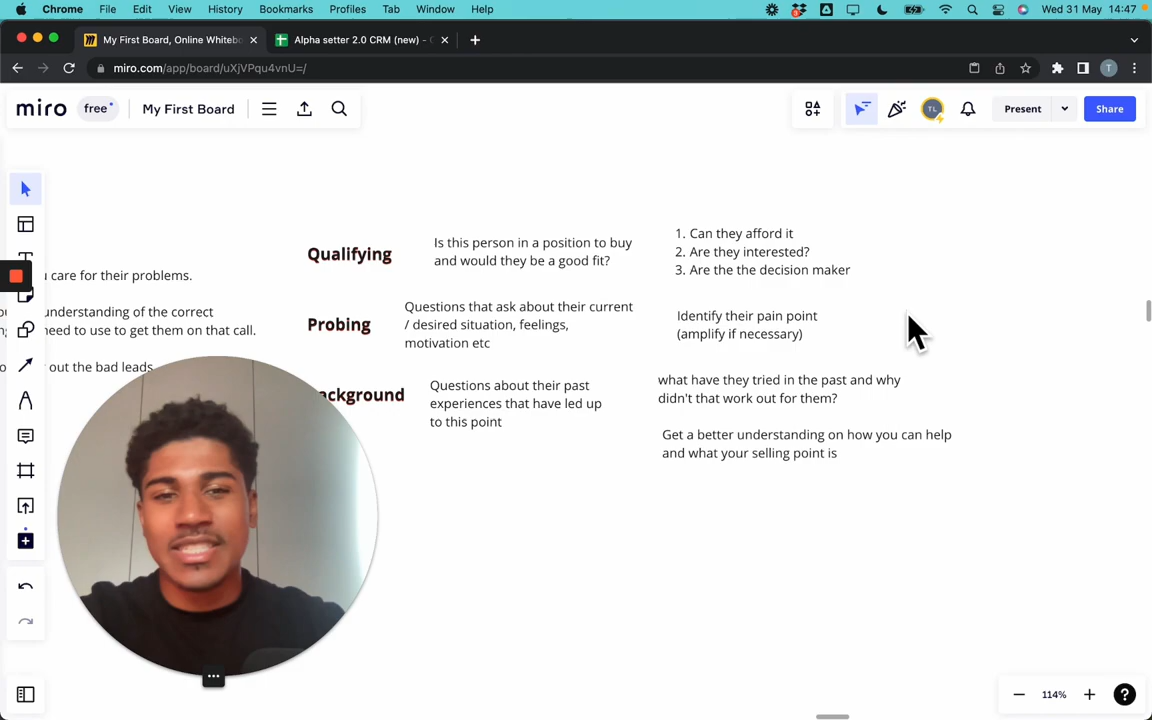 Chrome File Edit View History Bookmarks Profiles Tab Window Help Wed 31 May 14:47
My First Board, Online Whitebo
Alpha setter 2.0 CRM (new) -
miro.com/app/board/uXjVPqu4vnU=/
T
miro free My First Board
TL
Present
Share
care for their problems.
understanding of the correct
need to use to get them on that call.
out the bad leads
Qualifying
Is this person in a position to buy
and would they be a good fit?
1. Can they afford it
2. Are they interested?
3. Are the the decision maker
Probing
Questions that ask about their current
/ desired situation, feelings,
motivation etc
Identify their pain point
(amplify if necessary)
ackground
Questions about their past
experiences that have led up
to this point
what have they tried in the past and why
didn't that work out for them?
Get a better understanding on how you can help
and what your selling point is
114%